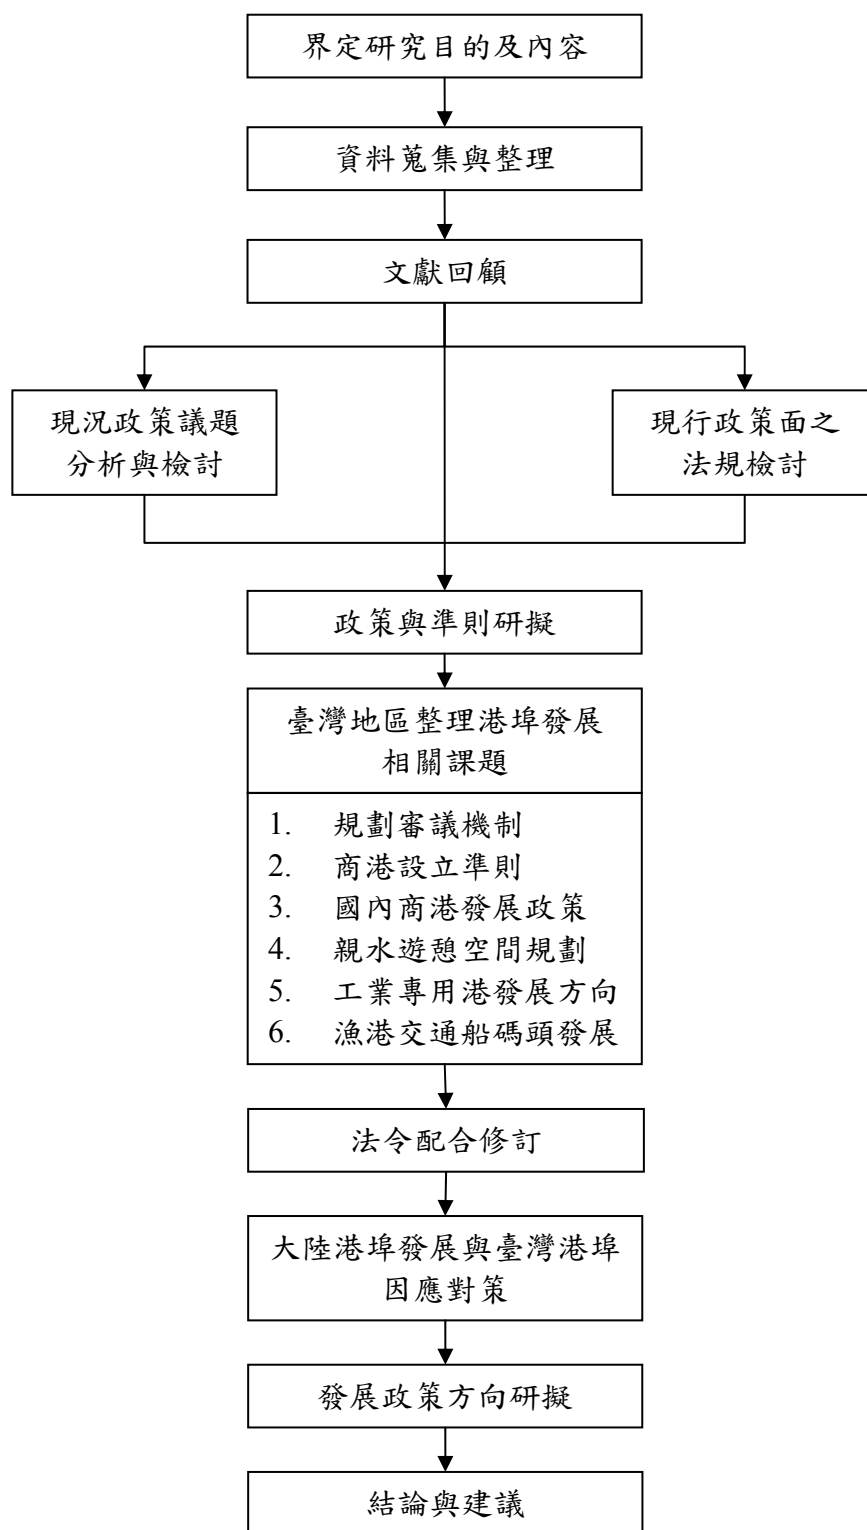 界定研究目的及內容
資料蒐集與整理
文獻回顧
現況政策議題
分析與檢討
現行政策面之
法規檢討
政策與準則研擬
臺灣地區整理港埠發展
相關課題
1. 規劃審議機制
2. 商港設立準則
3. 國內商港發展政策
4. 親水遊憩空間規劃
5. 工業專用港發展方向
6. 漁港交通船碼頭發展
法令配合修訂
大陸港埠發展與臺灣港埠
因應對策
發展政策方向研擬
結論與建議